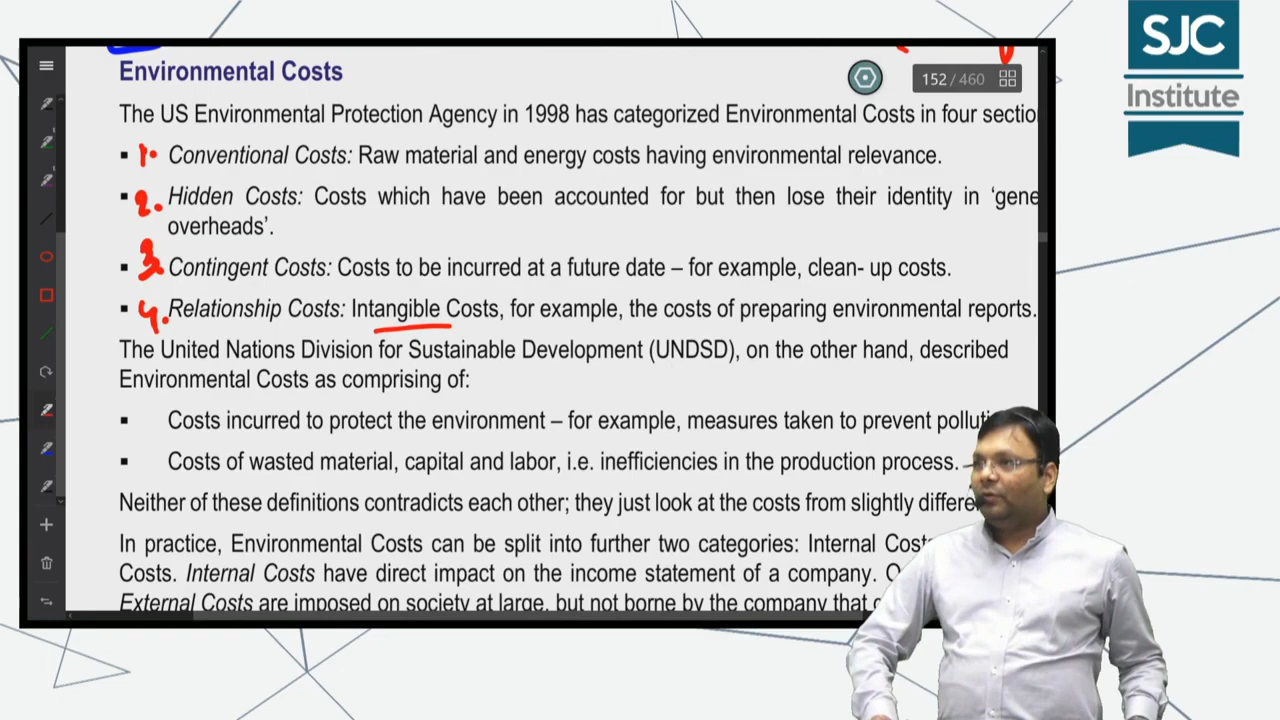 SJC
Institute
152 / 460
Environmental Costs
The US Environmental Protection Agency in 1998 has categorized Environmental Costs in four
▪ 1. Conventional Costs: Raw material and energy costs having environmental relevance.
▪ 2. Hidden Costs: Costs which have been accounted for but then lose their identity in
overheads’.
▪ 3. Contingent Costs: Costs to be incurred at a future date – for example, clean- up costs.
▪ 4. Relationship Costs: Intangible Costs, for example, the costs of preparing environmental reports.
The United Nations Division for Sustainable Development (UNDSD), on the other hand, described
Environmental Costs as comprising of:
▪ Costs incurred to protect the environment – for example, measures taken to prevent
▪ Costs of wasted material, capital and labor, i.e. inefficiencies in the production process.
Neither of these definitions contradicts each other; they just look at the costs from slightly
In practice, Environmental Costs can be split into further two categories: Internal
Costs. Internal Costs have direct impact on the income statement of a company.
External Costs are imposed on society at large, but not borne by the company that